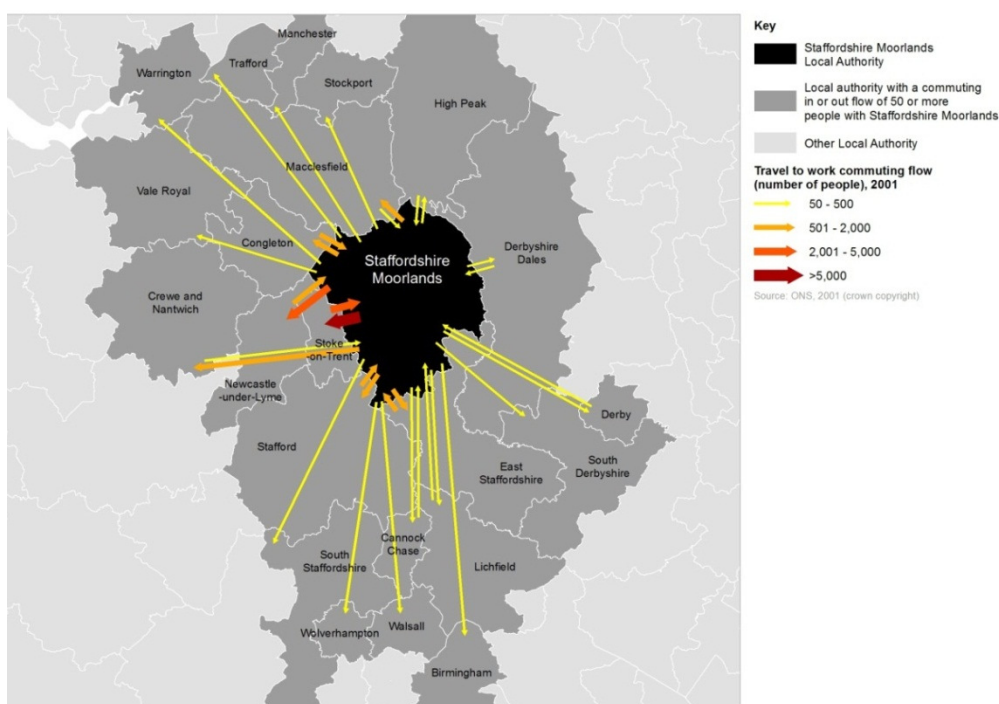 Manchester
Trafford
Warrington
Stockport
High Peak
Macclesfield
Vale Royal
Congleton
Derbyshire
Dales
Staffordshire
Moorlands
Crewe and
Nantwich
Stoke
-on-Trent
Newcastle
-under-Lyme
Derby
Stafford
South
Derbyshire
East
Staffordshire
Cannock
Chase
South
Staffordshire
Lichfield
Walsall
Wolverhampton
Birmingham
Key
Staffordshire Moorlands
Local Authority
Local authority with a commuting
in or out flow of 50 or more
people with Staffordshire Moorlands
Other Local Authority
Travel to work commuting flow
(number of people), 2001
50 - 500
501 - 2,000
2,001 - 5,000
>5,000
Source: ONS, 2001 (crown copyright)